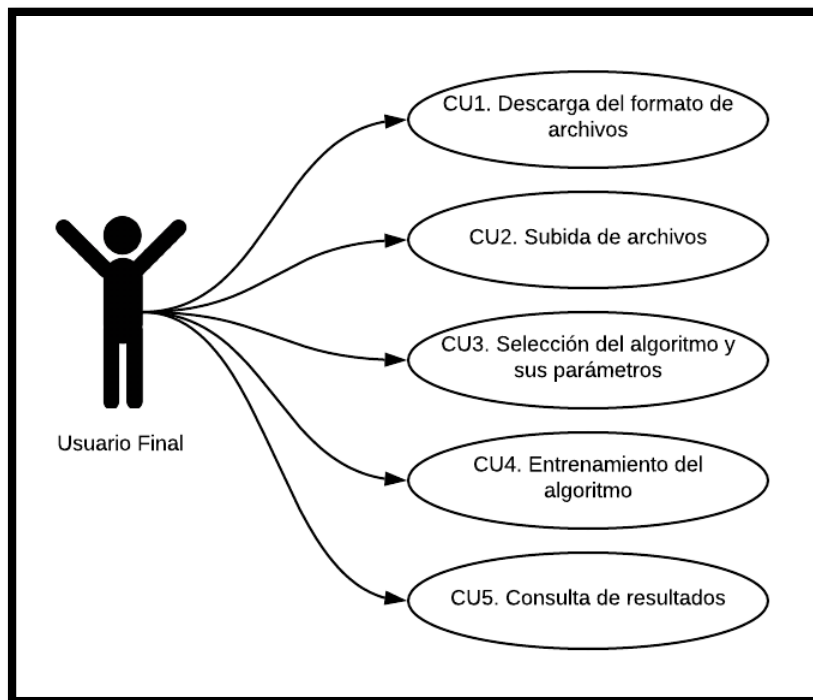 CU1. Descarga del formato de
archivos
CU2. Subida de archivos
CU3. Selección del algoritmo y
sus parámetros
Usuario Final
CU4. Entrenamiento del
algoritmo
CU5. Consulta de resultados